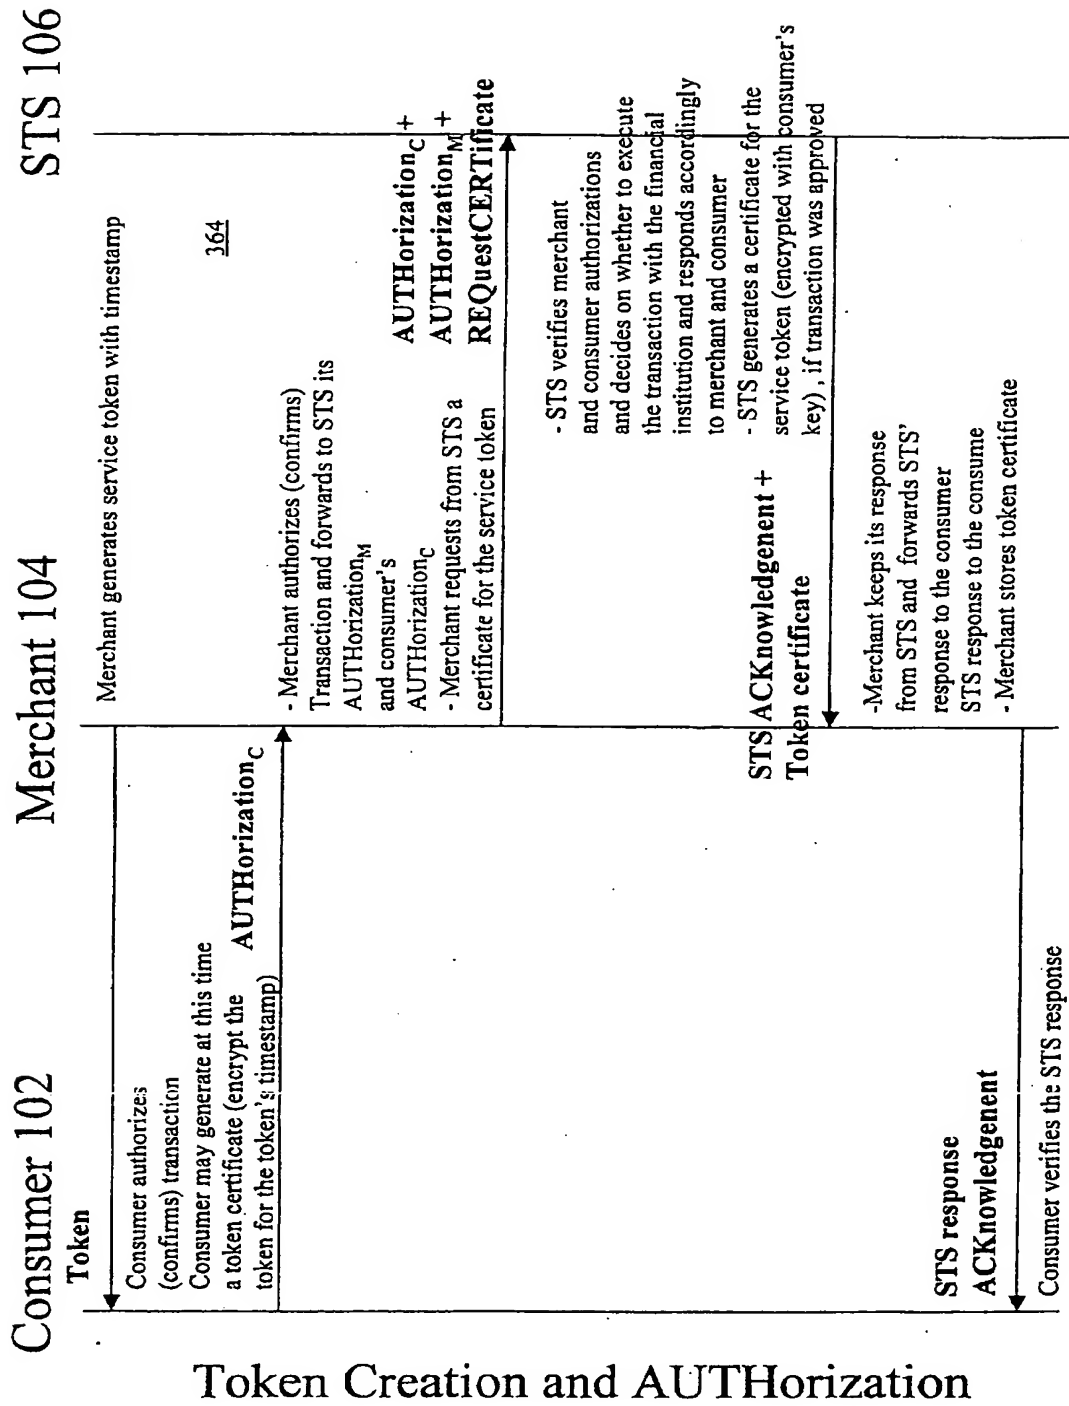 Consumer 102
Merchant 104
STS 106
Token
Merchant generates service token with timestamp
364
Consumer authorizes
(confirms) transaction
Consumer may generate at this time
a token certificate (encrypt the
token for the token's timestamp)
AUTHorizationC
- Merchant authorizes (confirms)
Transaction and forwards to STS its
AUTHorizationM
and consumer's
AUTHorizationC
- Merchant requests from STS a
certificate for the service token
AUTHorizationC +
AUTHorizationM +
REQuestCERTificate
- STS verifies merchant
and consumer authorizations
and decides on whether to execute
the transaction with the financial
institution and responds accordingly
to merchant and consumer
- STS generates a certificate for the
service token (encrypted with consumer's
key) , if transaction was approved
STS ACKnowledgenent +
Token certificate
-Merchant keeps its response
from STS and forwards STS'
response to the consumer
STS response to the consume
- Merchant stores token certificate
STS response
ACKnowledgenent
Consumer verifies the STS response
Token Creation and AUTHorization